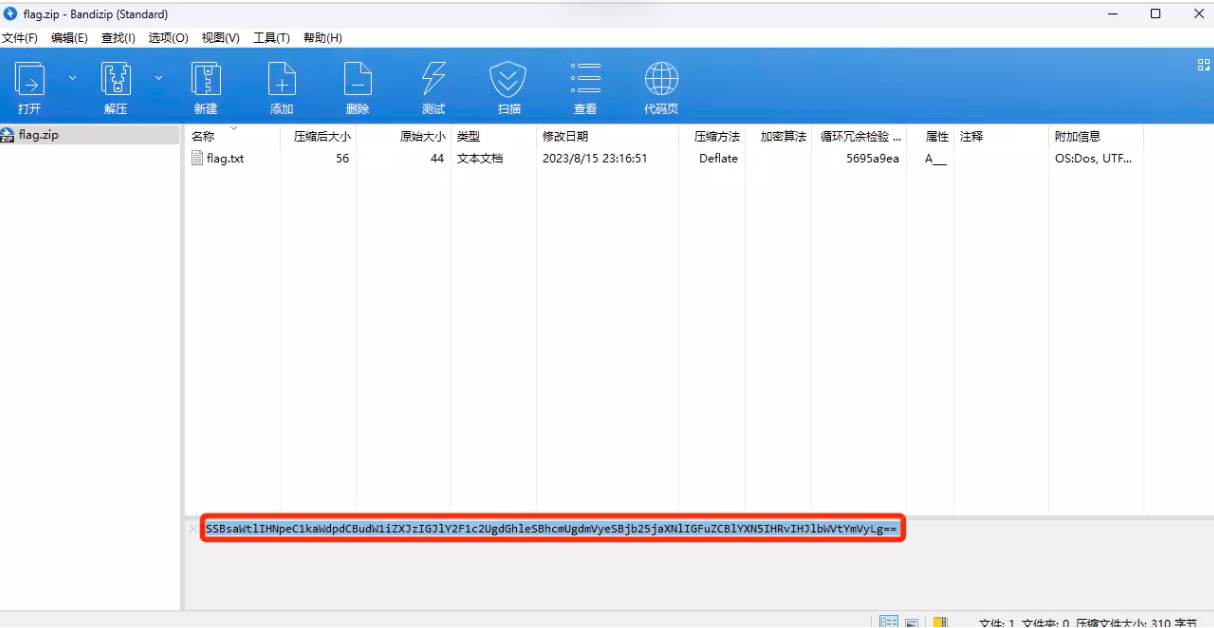 flag.zip - Bandizip (Standard)
文件(F) 编辑(E) 查找(I) 选项(O) 视图(V) 工具(T) 帮助(H)
打开 解压 新建 添加 删除 测试 扫描 查看 代码页
flag.zip
名称 压缩后大小 原始大小 类型 修改日期 压缩方法 加密算法 循环冗余检验 ... 属性 注释 附加信息
flag.txt 56 44 文本文档 2023/8/15 23:16:51 Deflate 5695a9ea A__ OS:Dos, UTF...
SSBsaWtlIHNpeC1kaWdpdCBudW1iZXJzIGJlY2F1c2UgdGhleSBhcmUgdmVyeSBjb25jaXNlIGFuZCBlYXN5IHRvIHJlbWVtYmVyLg==
文件: 1, 文件夹: 0, 压缩文件大小: 310 字节